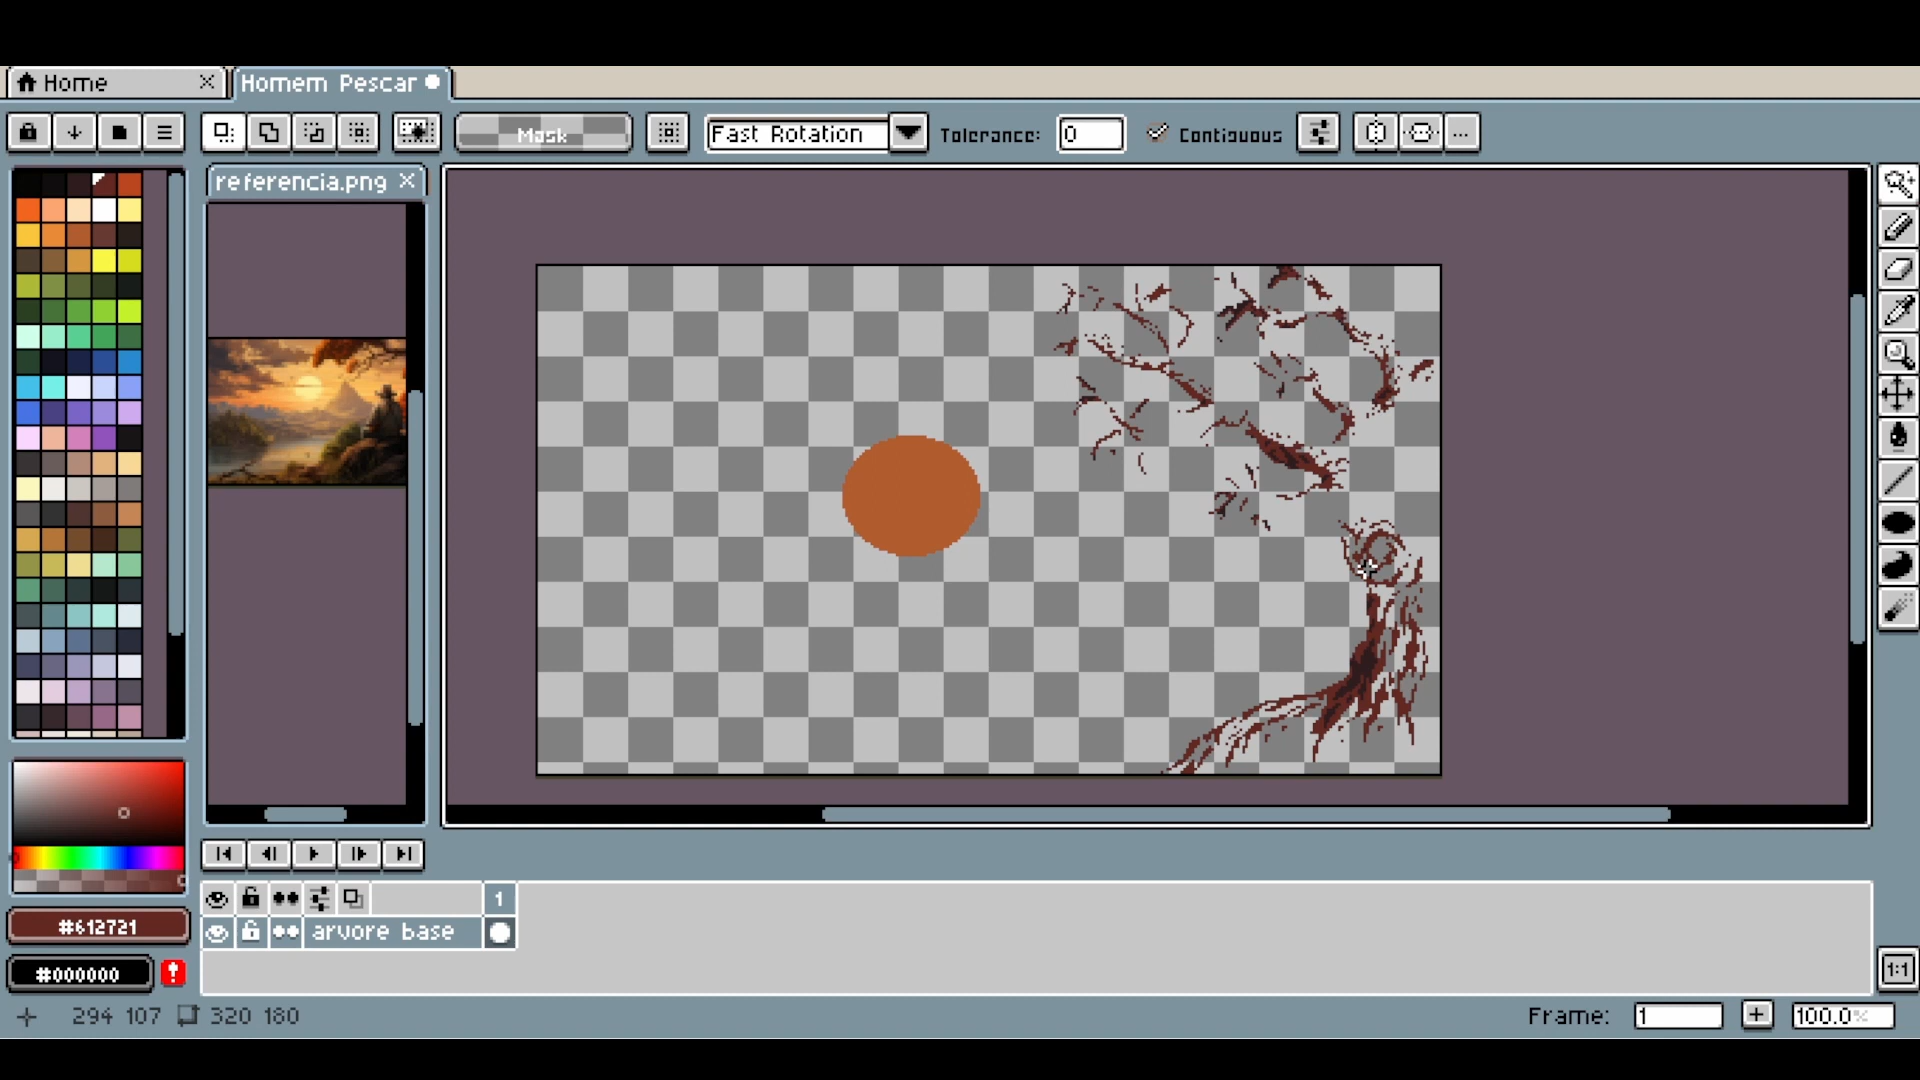 Home
Homem Pescar
Mask
Fast Rotation
Tolerance: 0
Contiguous
...
referencia.png
1
arvore base
#612721
#000000
294 107
320 180
Frame: 1
100.0%
1:1